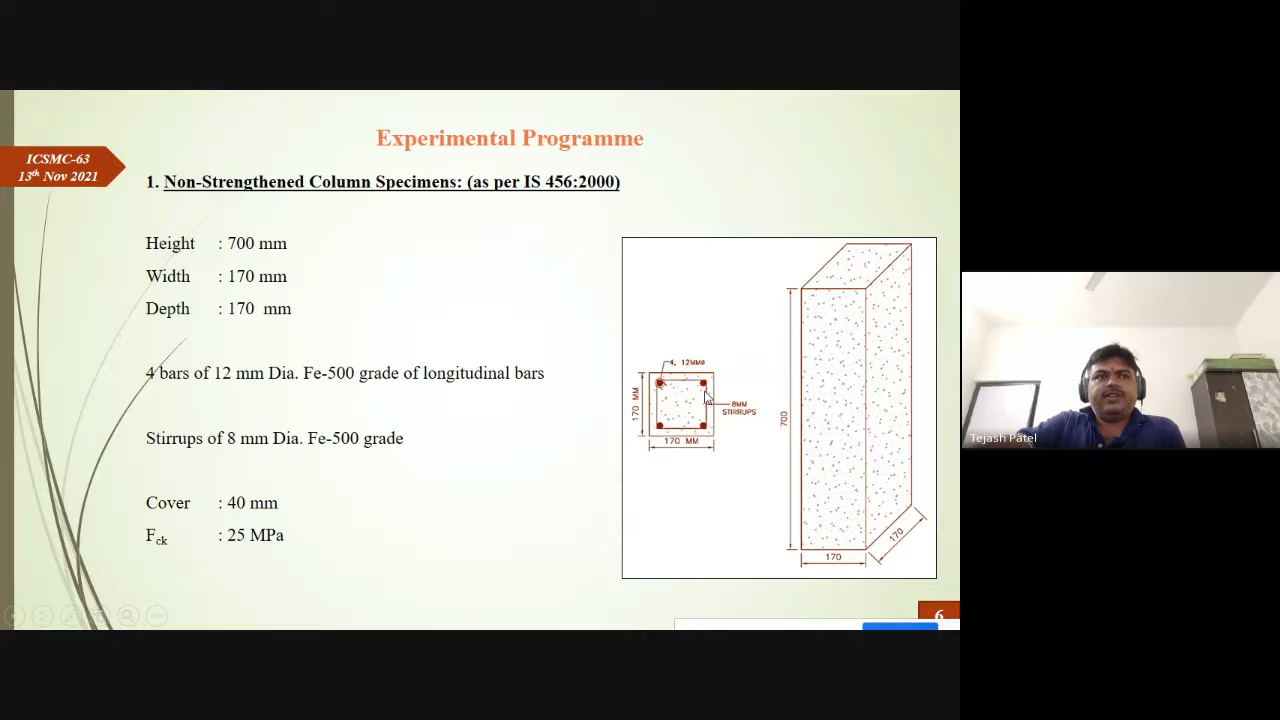 Experimental Programme
ICSMC-63
13th Nov 2021
1. Non-Strengthened Column Specimens: (as per IS 456:2000)
Height : 700 mm
Width : 170 mm
Depth : 170 mm
4 bars of 12 mm Dia. Fe-500 grade of longitudinal bars
Stirrups of 8 mm Dia. Fe-500 grade
Cover : 40 mm
Fck : 25 MPa
4, 12MMØ
170 MM
8MM
STIRRUPS
170 MM
700
170
170
Tejash Patel
6